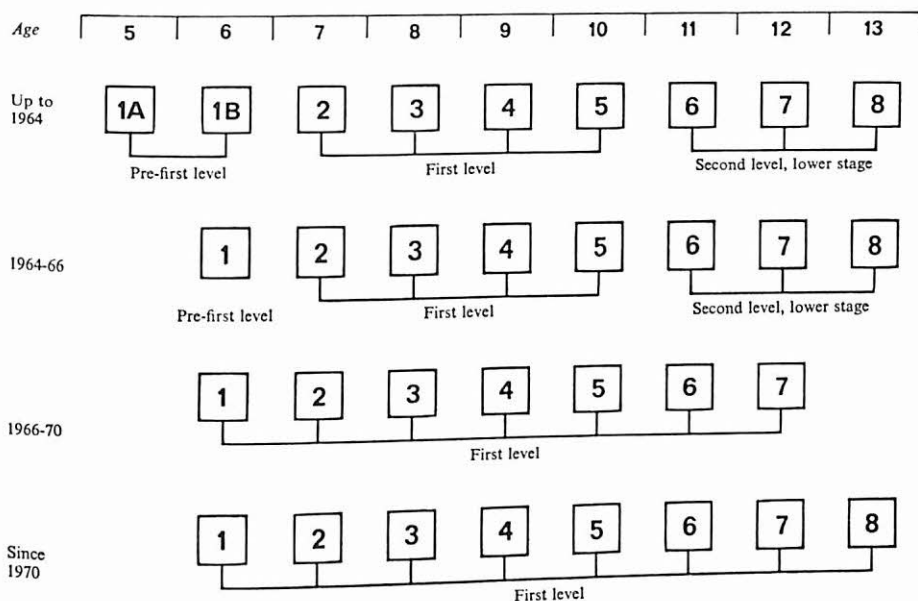 Age 5 6 7 8 9 10 11 12 13
Up to
1964
1A 1B 2 3 4 5 6 7 8
Pre-first level First level Second level, lower stage
1964-66
1 2 3 4 5 6 7 8
Pre-first level First level Second level, lower stage
1966-70
1 2 3 4 5 6 7
First level
Since
1970
1 2 3 4 5 6 7 8
First level